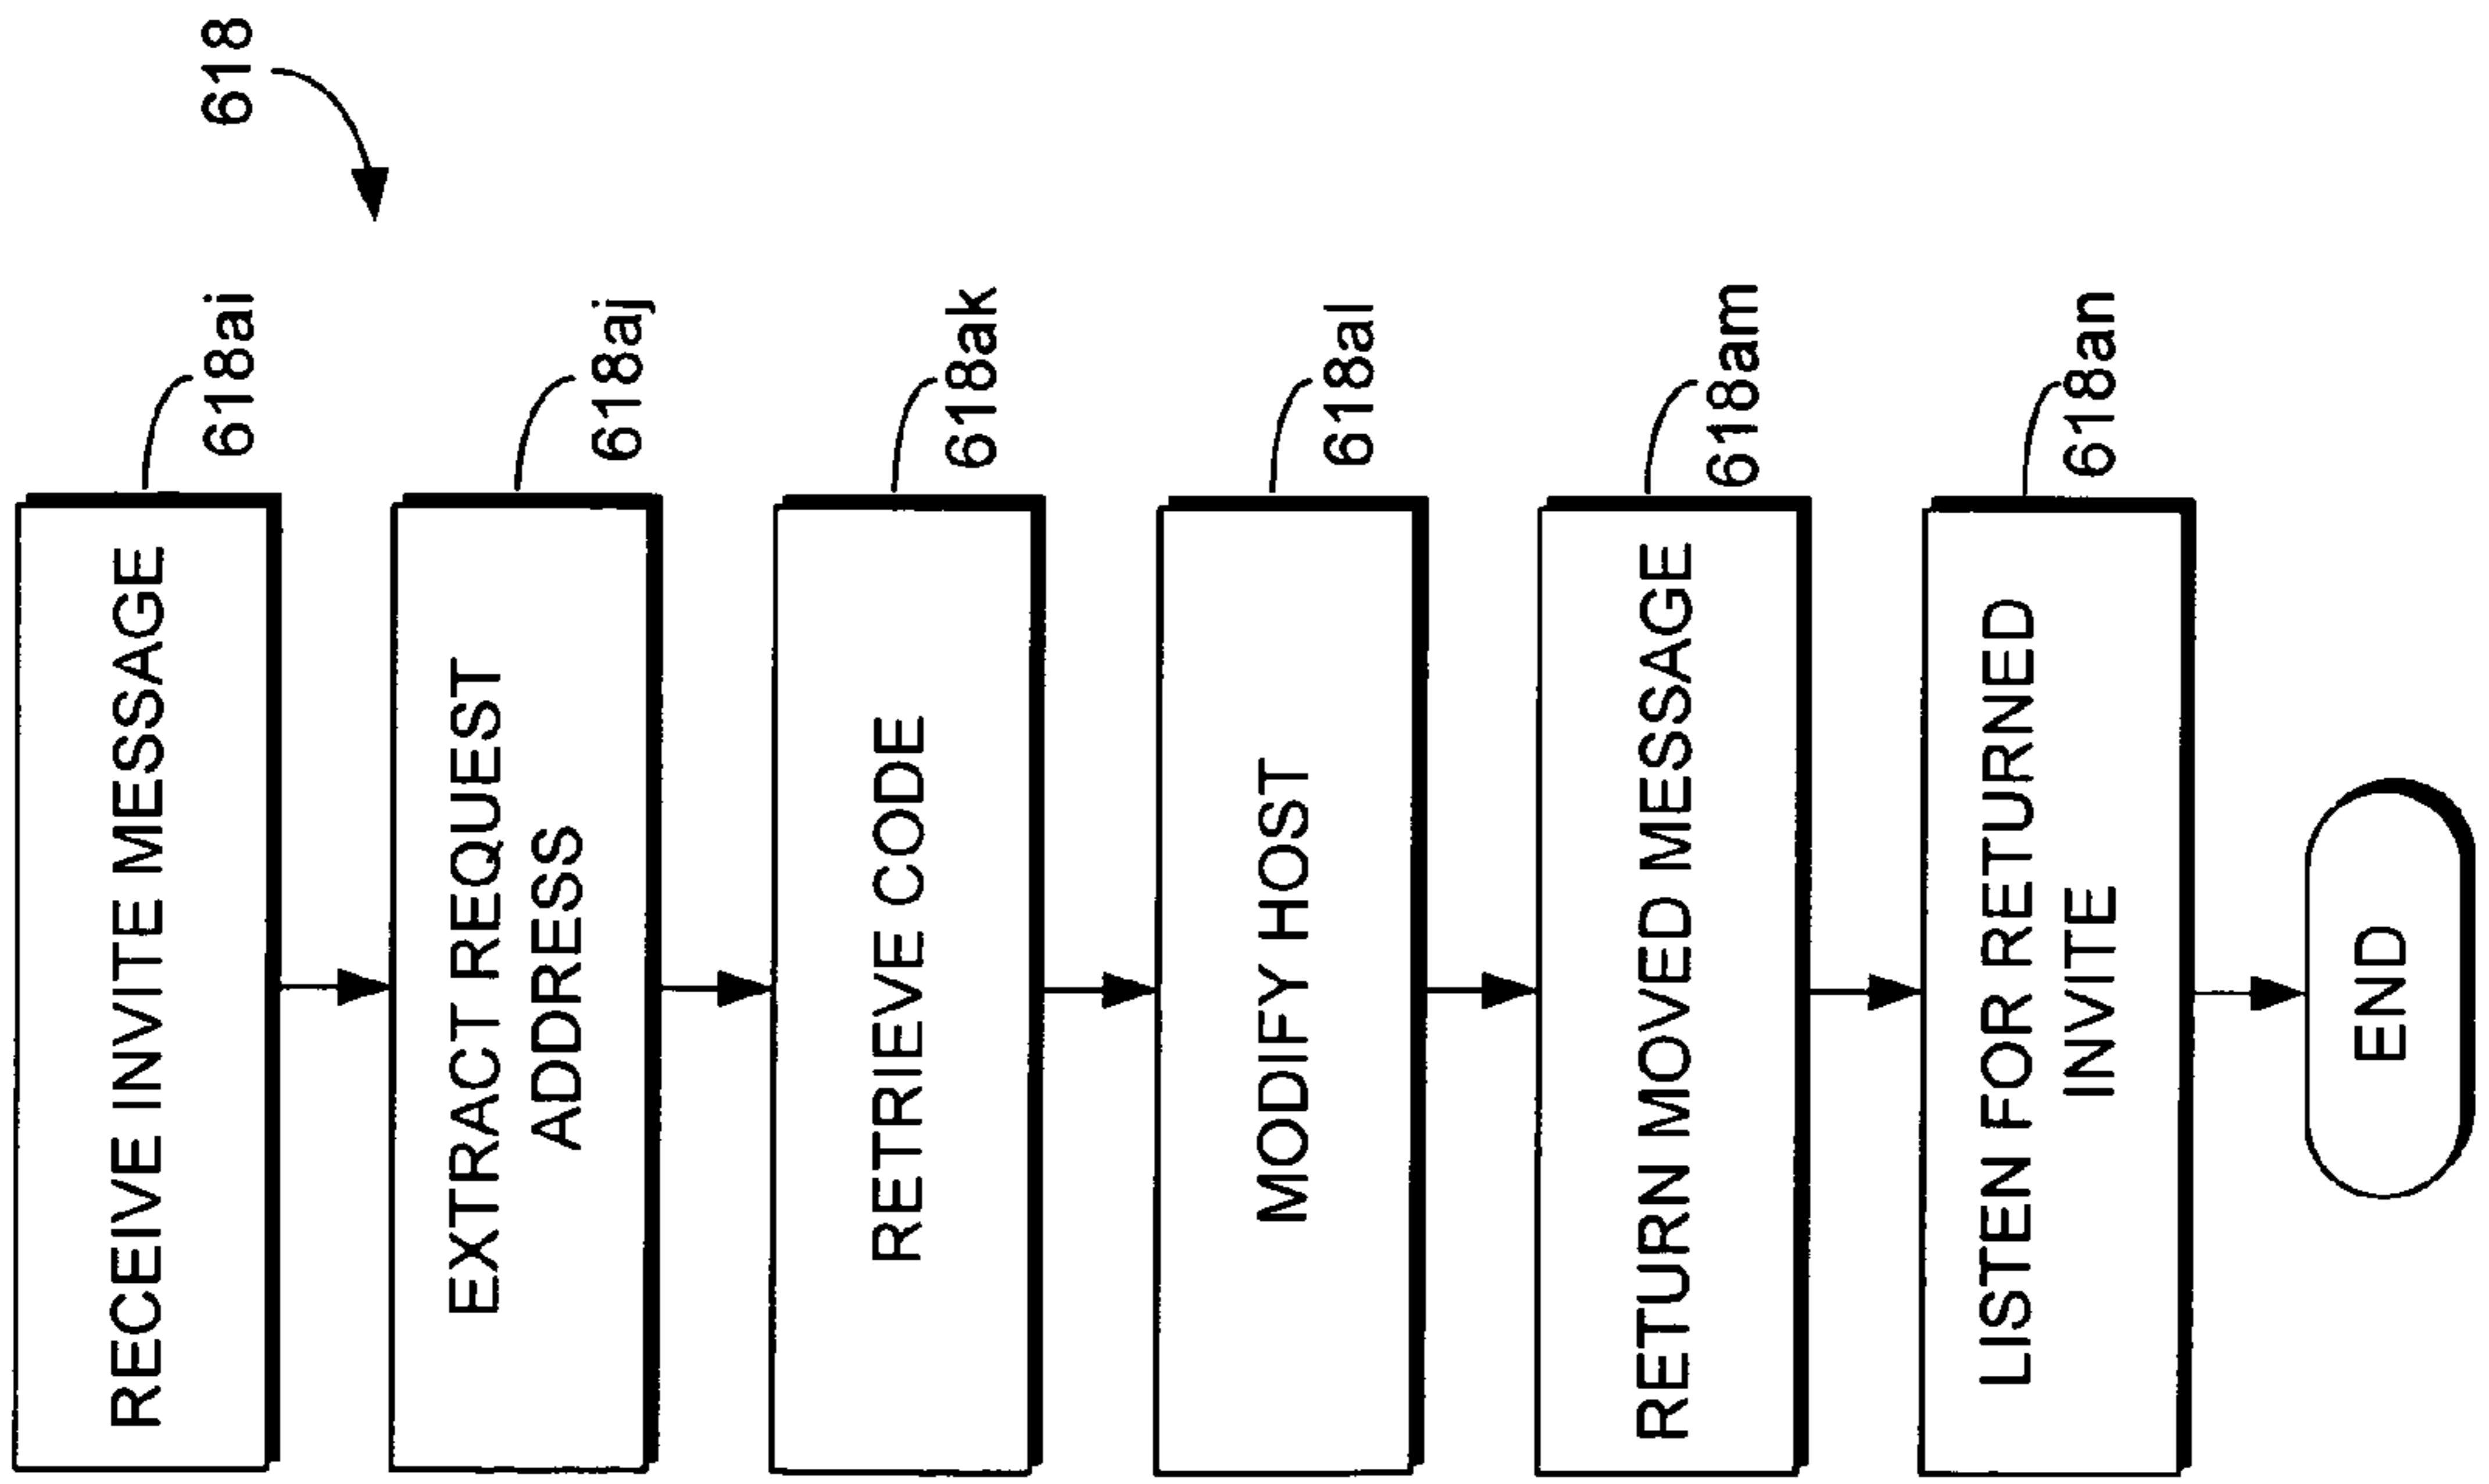 618
RECEIVE INVITE MESSAGE
618ai
EXTRACT REQUEST
ADDRESS
618aj
RETRIEVE CODE
618ak
MODIFY HOST
618al
RETURN MOVED MESSAGE
618am
LISTEN FOR RETURNED
INVITE
618an
END